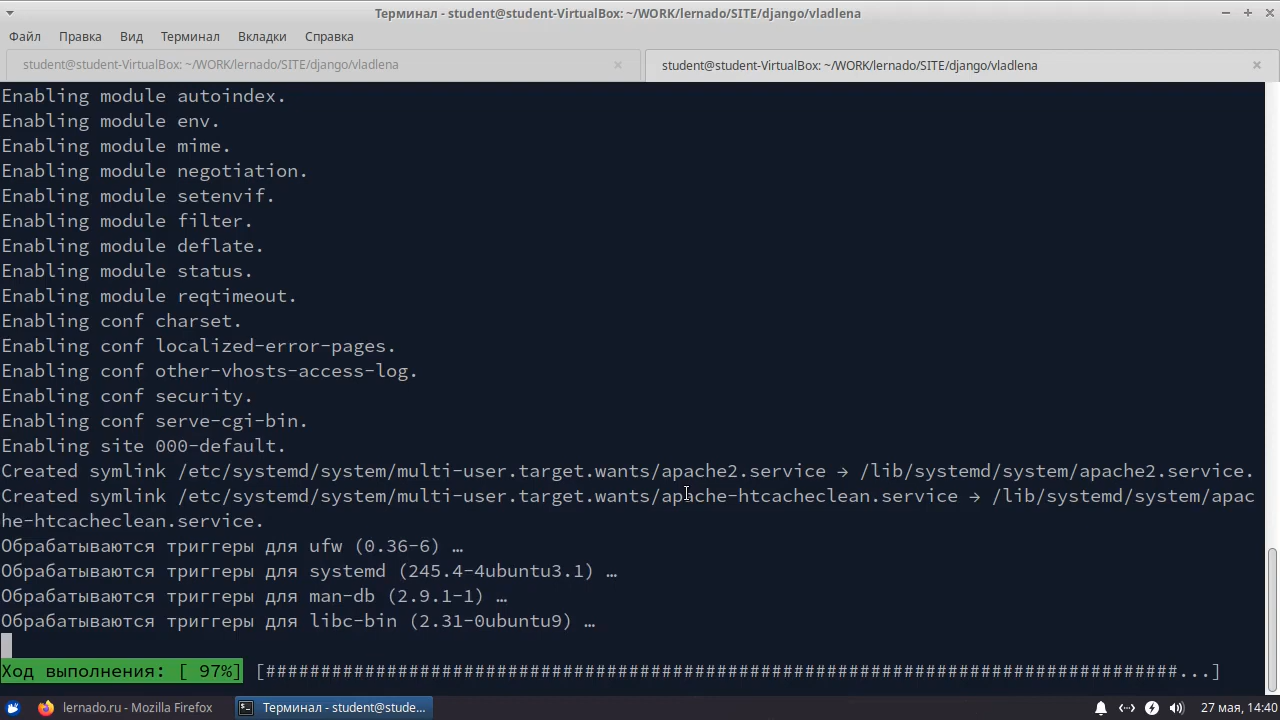 Терминал - student@student-VirtualBox: ~/WORK/lernado/SITE/django/vladlena
Файл Правка Вид Терминал Вкладки Справка
student@student-VirtualBox: ~/WORK/lernado/SITE/django/vladlena
student@student-VirtualBox: ~/WORK/lernado/SITE/django/vladlena
Enabling module autoindex.
Enabling module env.
Enabling module mime.
Enabling module negotiation.
Enabling module setenvif.
Enabling module filter.
Enabling module deflate.
Enabling module status.
Enabling module reqtimeout.
Enabling conf charset.
Enabling conf localized-error-pages.
Enabling conf other-vhosts-access-log.
Enabling conf security.
Enabling conf serve-cgi-bin.
Enabling site 000-default.
Created symlink /etc/systemd/system/multi-user.target.wants/apache2.service → /lib/systemd/system/apache2.service.
Created symlink /etc/systemd/system/multi-user.target.wants/apache-htcacheclean.service → /lib/systemd/system/apac
he-htcacheclean.service.
Обрабатываются триггеры для ufw (0.36-6) …
Обрабатываются триггеры для systemd (245.4-4ubuntu3.1) …
Обрабатываются триггеры для man-db (2.9.1-1) …
Обрабатываются триггеры для libc-bin (2.31-0ubuntu9) …
Ход выполнения: [ 97%] [###################################################################################...]
lernado.ru - Mozilla Firefox
Терминал - student@stude...
27 мая, 14:40